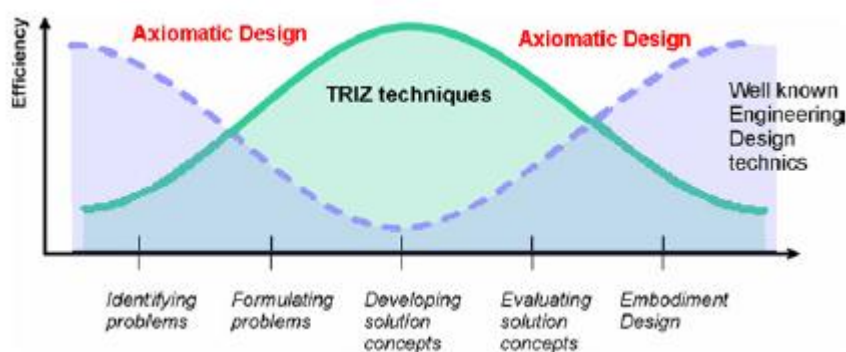 Axiomatic Design
Axiomatic Design
Efficiency
TRIZ techniques
Well known
Engineering
Design
technics
Identifying
problems
Formulating
problems
Developing
solution
concepts
Evaluating
solution
concepts
Embodiment
Design